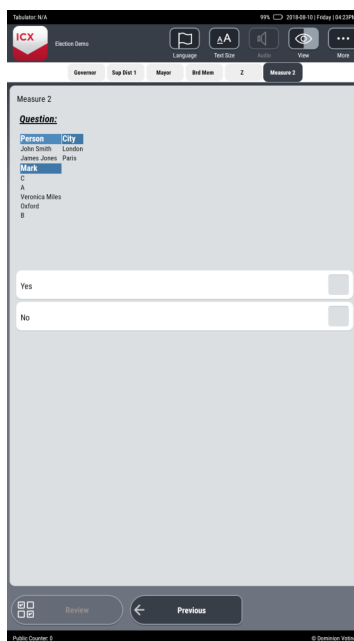 Tabulator: N/A
99% 2018-08-10 | Friday | 04:23PM
ICX
Election Demo
Language
AA
Text Size
Audio
View
More
Governor
Sup Dist 1
Mayor
Brd Mem
Z
Measure 2
Measure 2
Question:
Person City
John Smith London
James Jones Paris
Mark
C
A
Veronica Miles
Oxford
B
Yes
No
Review
Previous
Public Counter: 0
© Dominion Voting